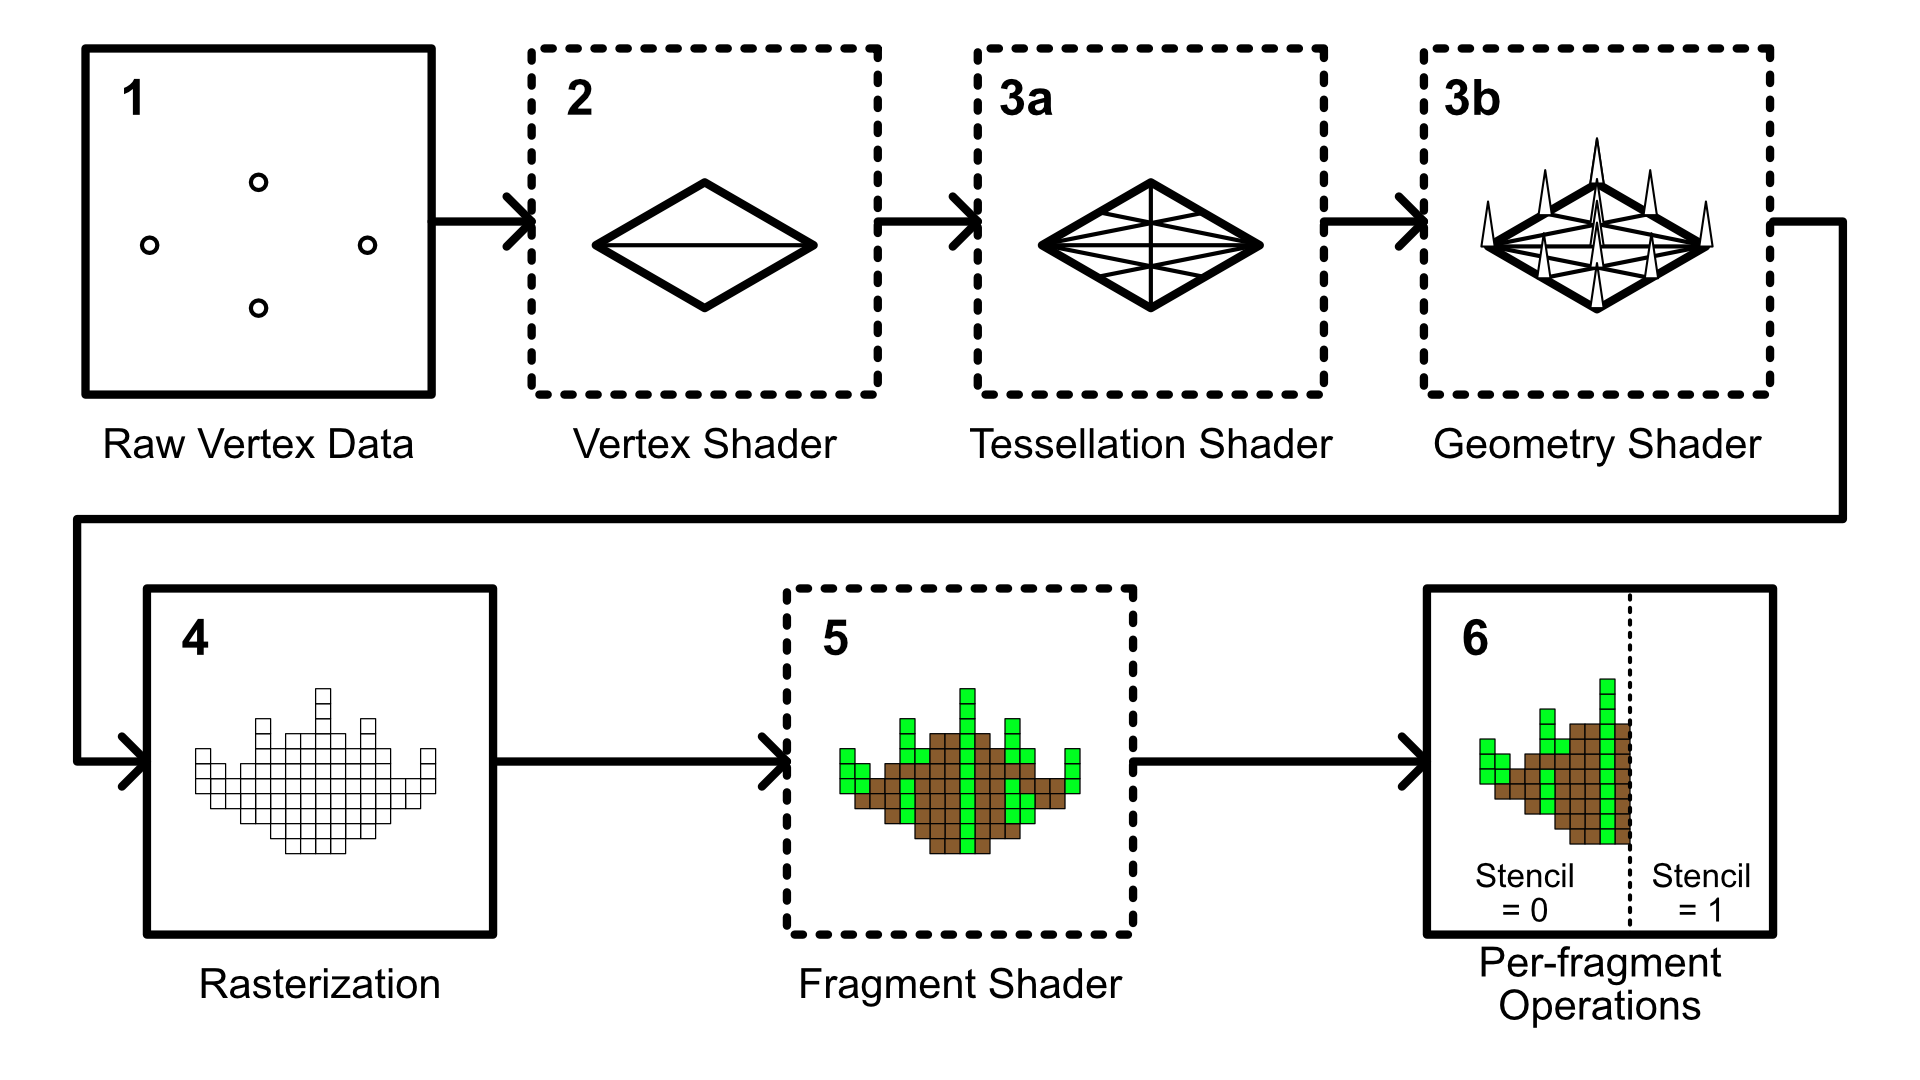 1
2
3a
3b
Raw Vertex Data
Vertex Shader
Tessellation Shader
Geometry Shader
4
5
6
Stencil
= 0
Stencil
= 1
Rasterization
Fragment Shader
Per-fragment
Operations